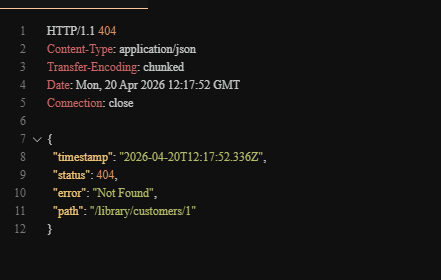 1 HTTP/1.1 404
2 Content-Type: application/json
3 Transfer-Encoding: chunked
4 Date: Mon, 20 Apr 2026 12:17:52 GMT
5 Connection: close
6
7 {
8 "timestamp": "2026-04-20T12:17:52.336Z",
9 "status": 404,
10 "error": "Not Found",
11 "path": "/library/customers/1"
12 }